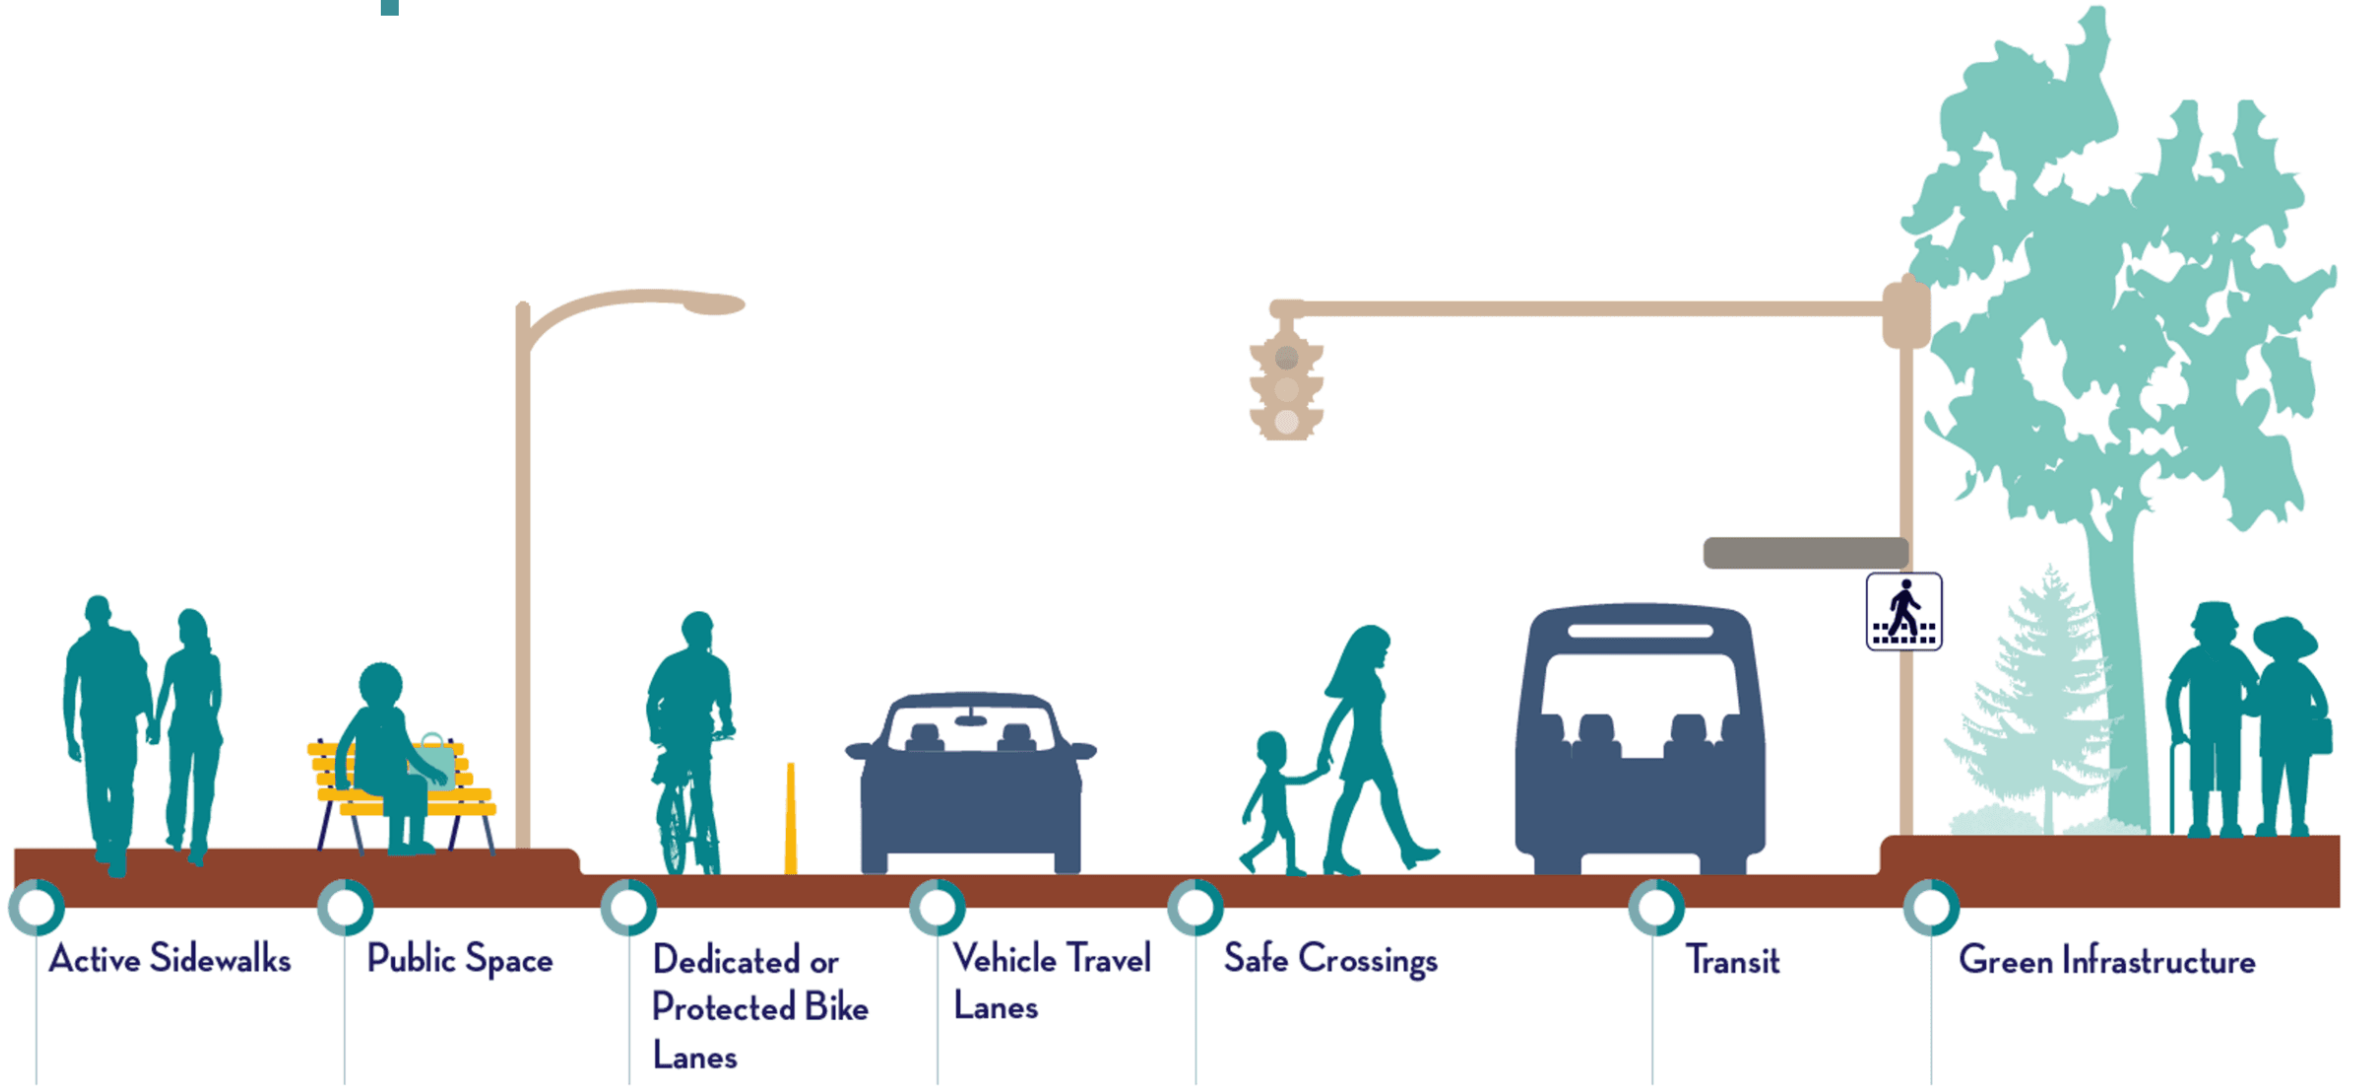 Active Sidewalks
Public Space
Dedicated or
Protected Bike
Lanes
Vehicle Travel
Lanes
Safe Crossings
Transit
Green Infrastructure